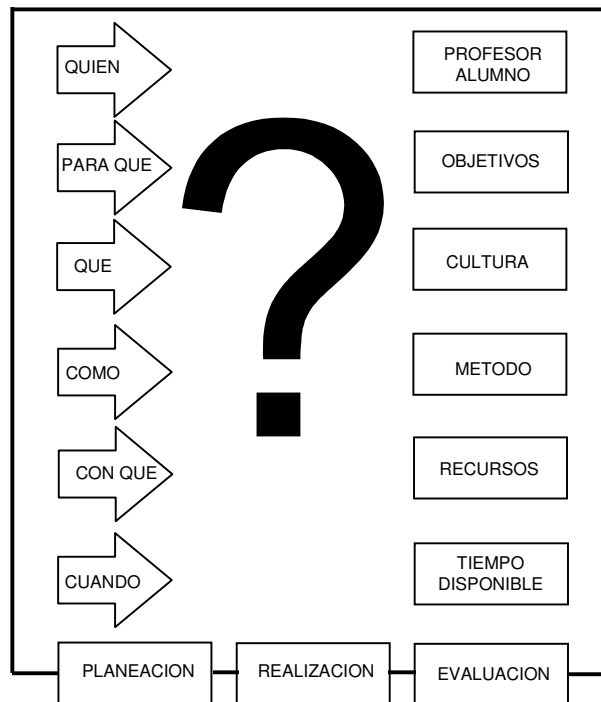 QUIEN
PROFESOR
ALUMNO
PARA QUE
OBJETIVOS
QUE
CULTURA
COMO
METODO
CON QUE
RECURSOS
CUANDO
TIEMPO
DISPONIBLE
?
PLANEACION
REALIZACION
EVALUACION